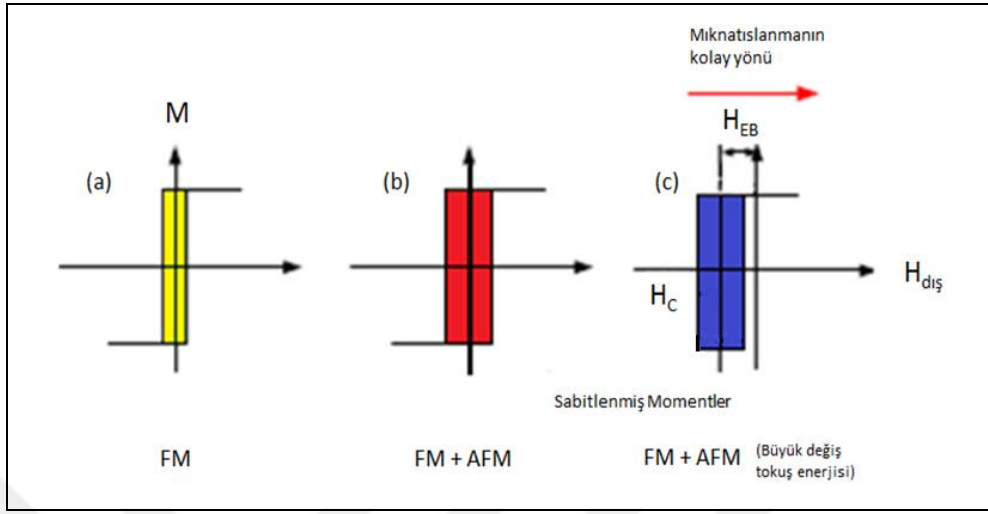 Mıknatıslanmanın
kolay yönü
M
H_EB
(a)
(b)
(c)
H_C
H_dış
Sabitlenmiş Momentler
FM
FM + AFM
FM + AFM
(Büyük değiş
tokuş enerjisi)